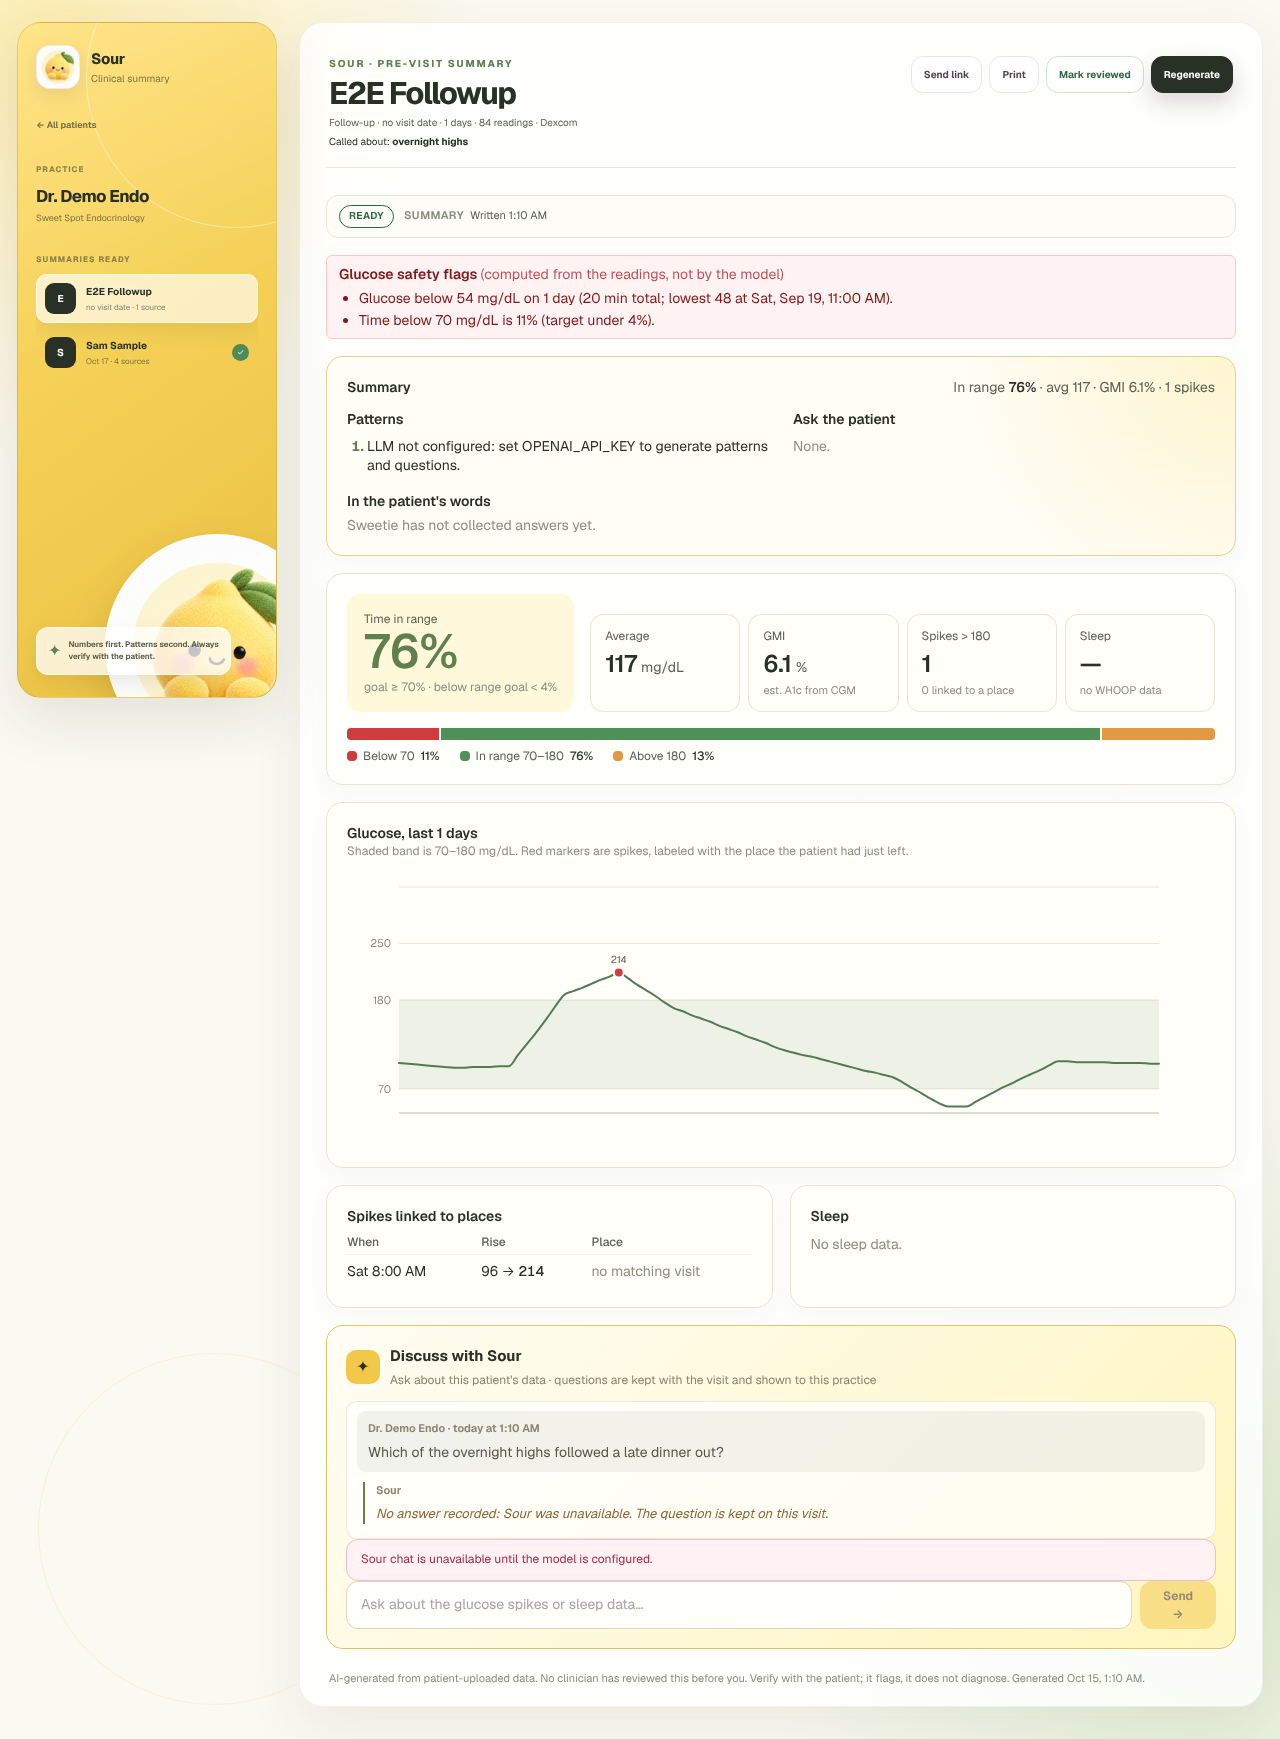 Sour
Clinical summary
← All patients
PRACTICE
Dr. Demo Endo
Sweet Spot Endocrinology
SUMMARIES READY
E
E2E Followup
no visit date · 1 source
S
Sam Sample
Oct 17 · 4 sources
Numbers first. Patterns second. Always
verify with the patient.
SOUR · PRE-VISIT SUMMARY
E2E Followup
Follow-up · no visit date · 1 days · 84 readings · Dexcom
Called about: overnight highs
Send link
Print
Mark reviewed
Regenerate
READY
SUMMARY Written 1:10 AM
Glucose safety flags (computed from the readings, not by the model)
• Glucose below 54 mg/dL on 1 day (20 min total; lowest 48 at Sat, Sep 19, 11:00 AM).
• Time below 70 mg/dL is 11% (target under 4%).
Summary
In range 76% · avg 117 · GMI 6.1% · 1 spikes
Patterns
1. LLM not configured: set OPENAI_API_KEY to generate patterns
and questions.
Ask the patient
None.
In the patient's words
Sweetie has not collected answers yet.
Time in range
76%
goal ≥ 70% · below range goal < 4%
Average
117 mg/dL
GMI
6.1 %
est. A1c from CGM
Spikes > 180
1
0 linked to a place
Sleep
—
no WHOOP data
Below 70 11%
In range 70–180 76%
Above 180 13%
Glucose, last 1 days
Shaded band is 70–180 mg/dL. Red markers are spikes, labeled with the place the patient had just left.
250
214
180
70
Spikes linked to places
When Rise Place
Sat 8:00 AM 96 → 214 no matching visit
Sleep
No sleep data.
Discuss with Sour
Ask about this patient's data · questions are kept with the visit and shown to this practice
Dr. Demo Endo · today at 1:10 AM
Which of the overnight highs followed a late dinner out?
Sour
No answer recorded: Sour was unavailable. The question is kept on this visit.
Sour chat is unavailable until the model is configured.
Ask about the glucose spikes or sleep data...
Send
→
AI-generated from patient-uploaded data. No clinician has reviewed this before you. Verify with the patient; it flags, it does not diagnose. Generated Oct 15, 1:10 AM.